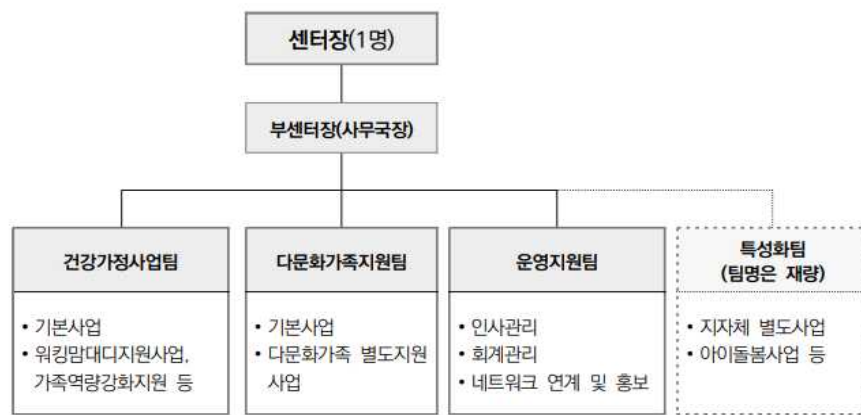 센터장(1명)
부센터장(사무국장)
건강가정사업팀
• 기본사업
• 워킹맘대디지원사업,
가족역량강화지원 등
다문화가족지원팀
• 기본사업
• 다문화가족 별도지원
사업
운영지원팀
• 인사관리
• 회계관리
• 네트워크 연계 및 홍보
특성화팀
(팀명은 재량)
• 지자체 별도사업
• 아이돌봄사업 등